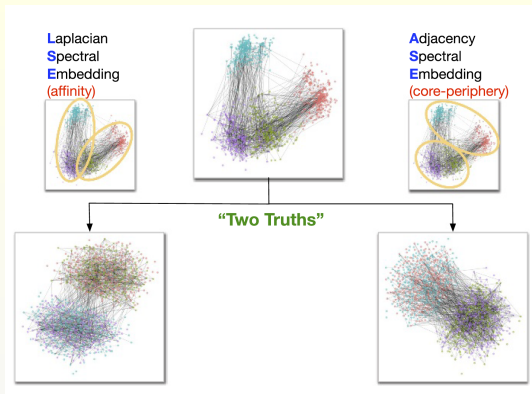 Laplacian
Spectral
Embedding
(affinity)
Adjacency
Spectral
Embedding
(core-periphery)
“Two Truths”